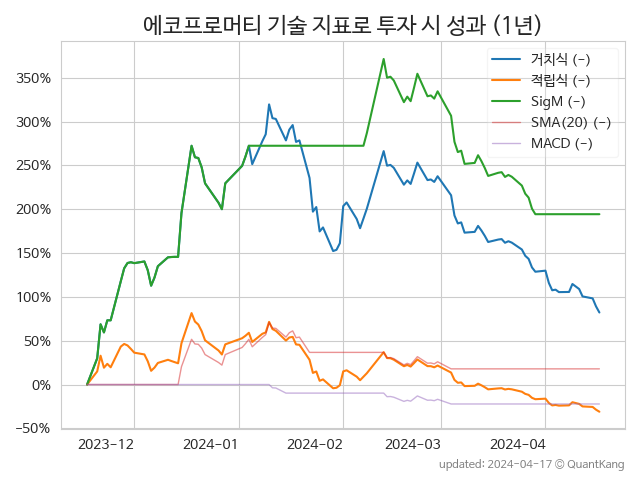 에코프로머티 기술 지표로 투자 시 성과 (1년)
거치식 (-)
적립식 (-)
SigM (-)
SMA(20) (-)
MACD (-)
350%
300%
250%
200%
150%
100%
50%
0%
−50%
2023-12
2024-01
2024-02
2024-03
2024-04
updated: 2024-04-17 © QuantKang